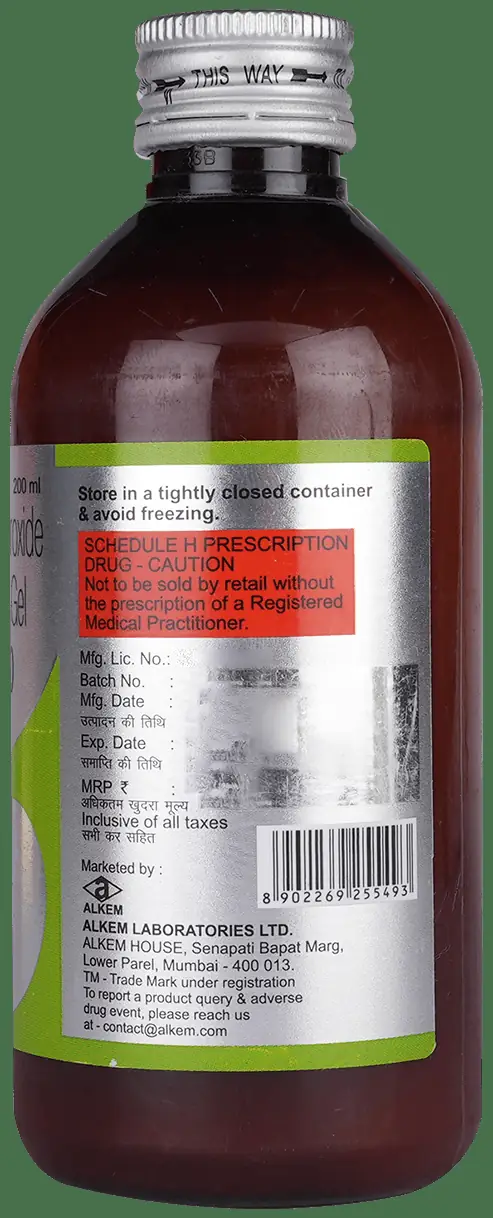 THIS WAY
3B
200 ml
oxide
Gel
Store in a tightly closed container
& avoid freezing.
SCHEDULE H PRESCRIPTION
DRUG - CAUTION
Not to be sold by retail without
the prescription of a Registered
Medical Practitioner.
Mfg. Lic. No.:
Batch No. :
Mfg. Date :
उत्पादन की तिथि
Exp. Date :
समाप्ति की तिथि
MRP ₹ :
अधिकतम खुदरा मूल्य
Inclusive of all taxes
सभी कर सहित
8 902269 255493
Marketed by :
a
ALKEM
ALKEM LABORATORIES LTD.
ALKEM HOUSE, Senapati Bapat Marg,
Lower Parel, Mumbai - 400 013.
TM - Trade Mark under registration
To report a product query & adverse
drug event, please reach us
at - contact@alkem.com